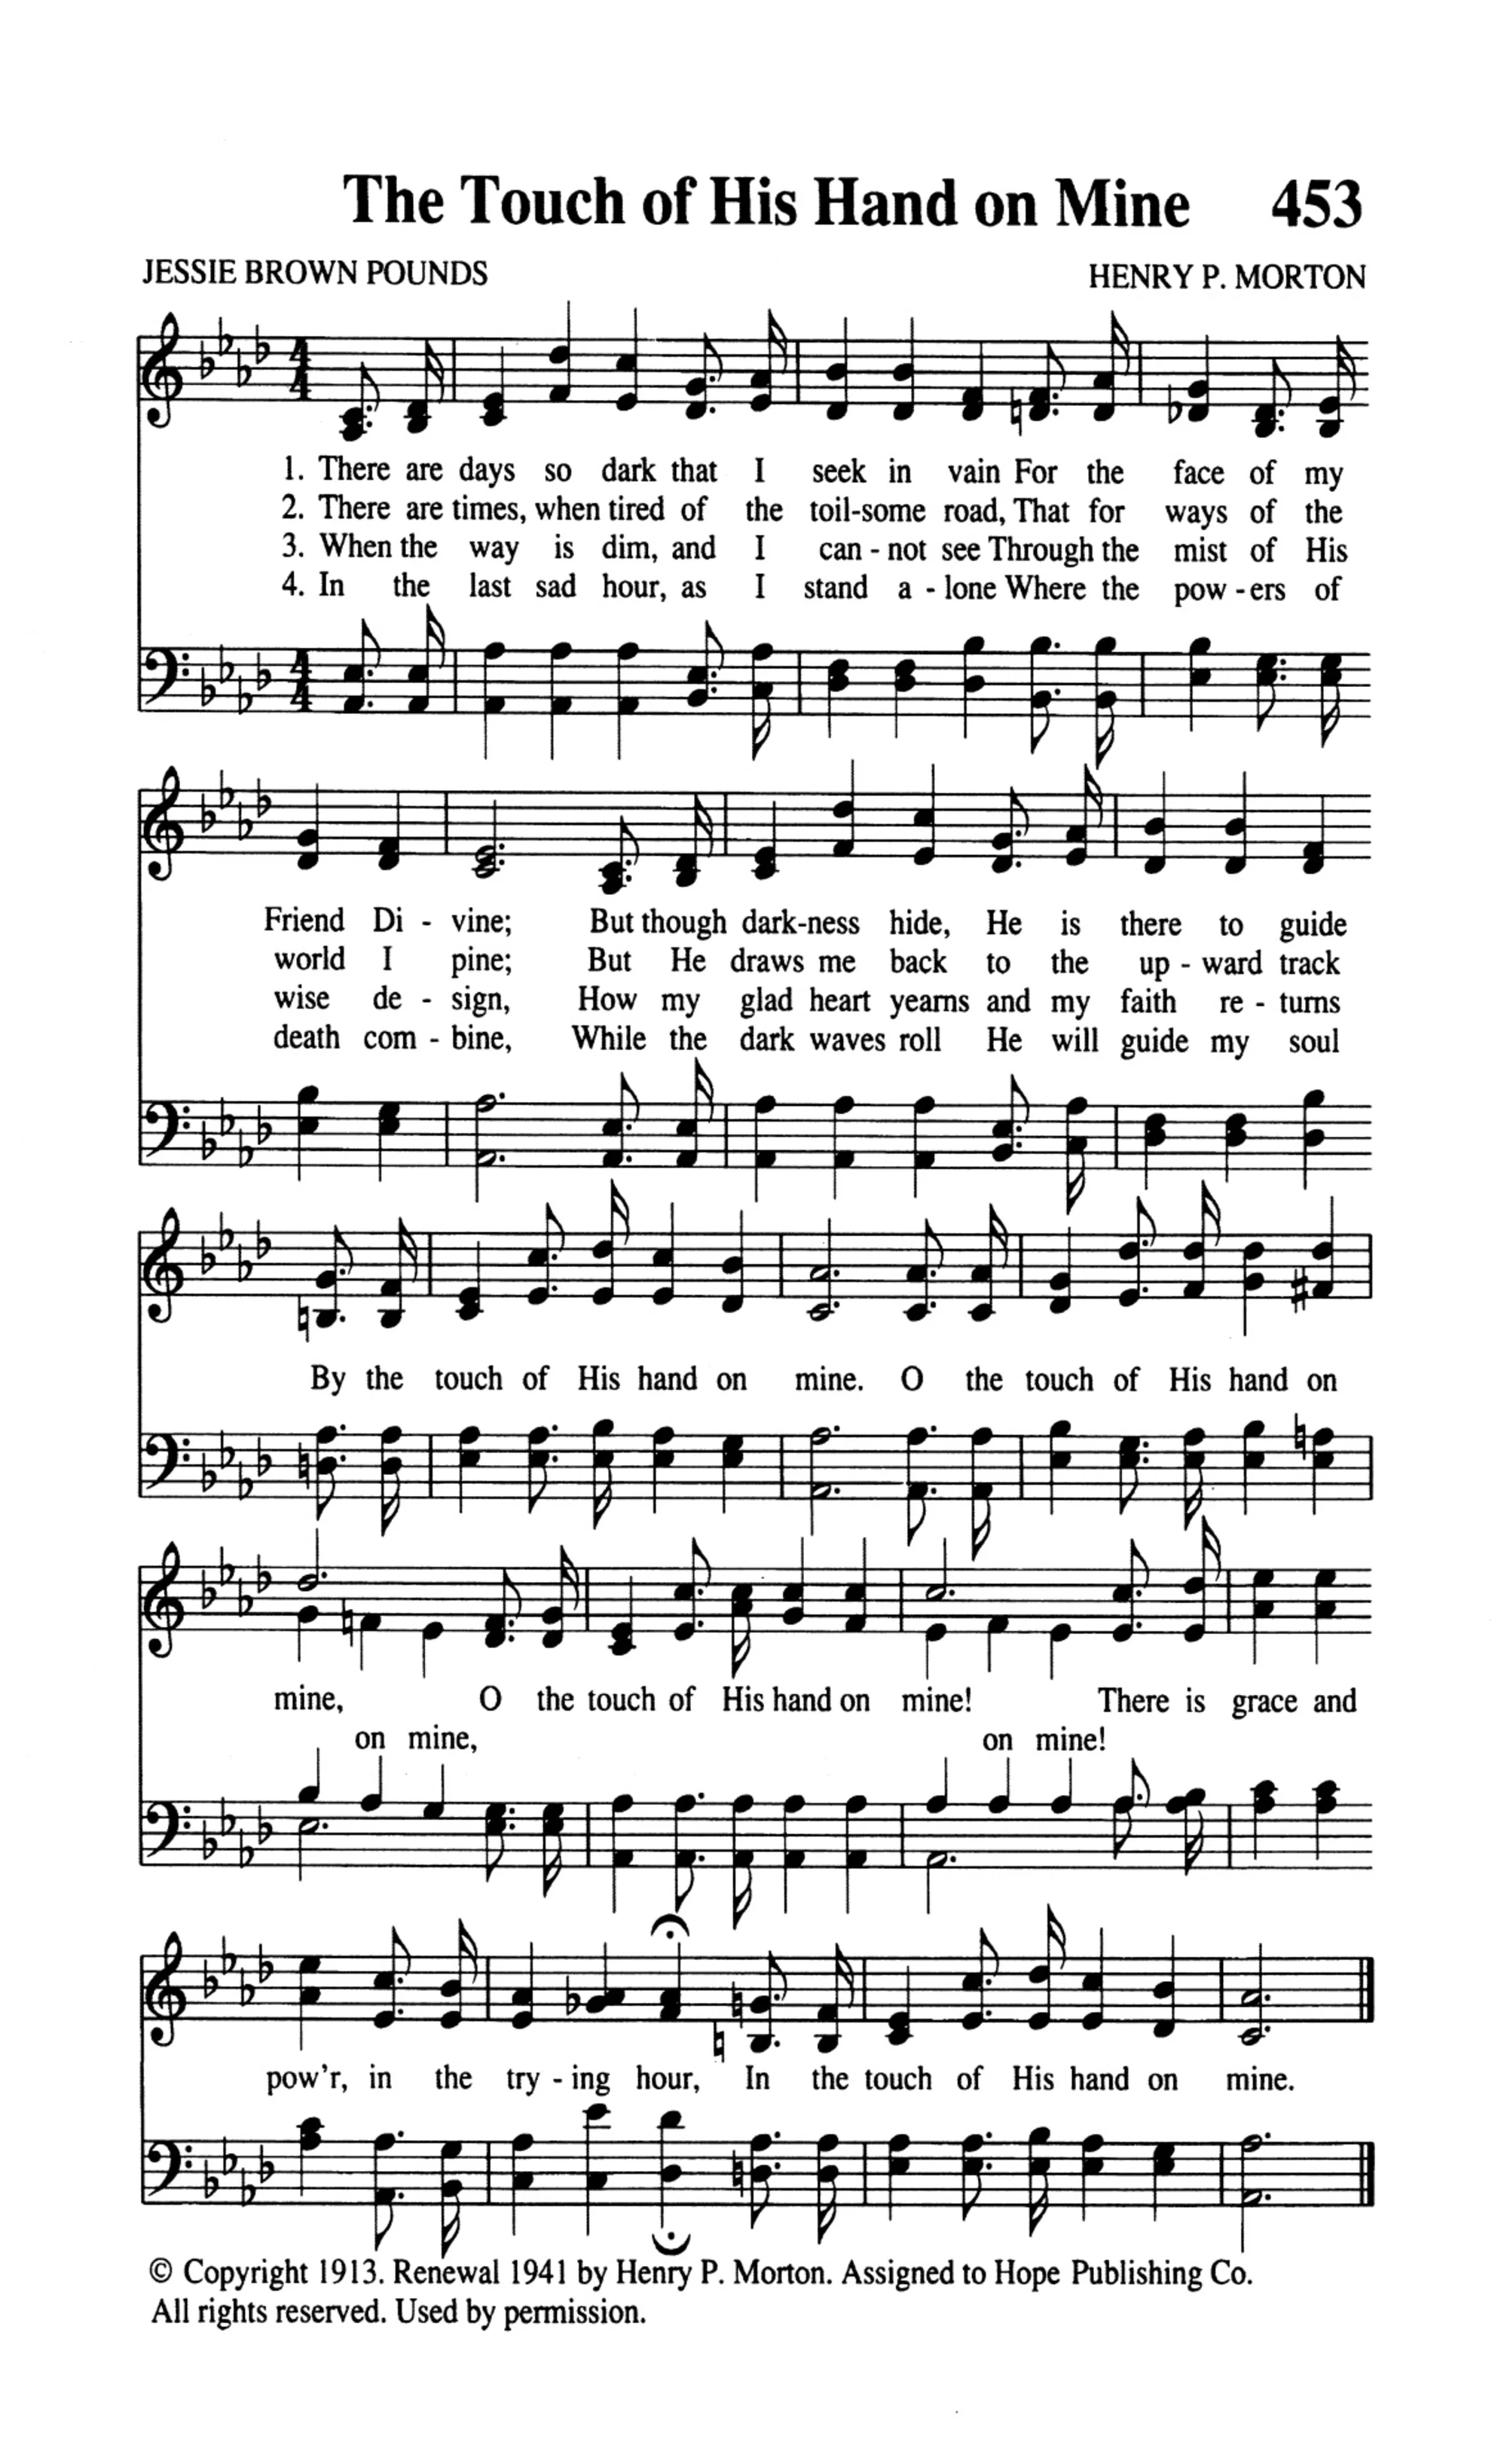 The Touch of His Hand on Mine 453
JESSIE BROWN POUNDS HENRY P. MORTON
1. There are days so dark that I seek in vain For the face of my
2. There are times, when tired of the toil-some road, That for ways of the
3. When the way is dim, and I can - not see Through the mist of His
4. In the last sad hour, as I stand a - lone Where the pow - ers of
Friend Di - vine; But though dark-ness hide, He is there to guide
world I pine; But He draws me back to the up - ward track
wise de - sign, How my glad heart yearns and my faith re - turns
death com - bine, While the dark waves roll He will guide my soul
By the touch of His hand on mine. O the touch of His hand on
mine, O the touch of His hand on mine! There is grace and
on mine, on mine!
pow'r, in the try - ing hour, In the touch of His hand on mine.
© Copyright 1913. Renewal 1941 by Henry P. Morton. Assigned to Hope Publishing Co.
All rights reserved. Used by permission.